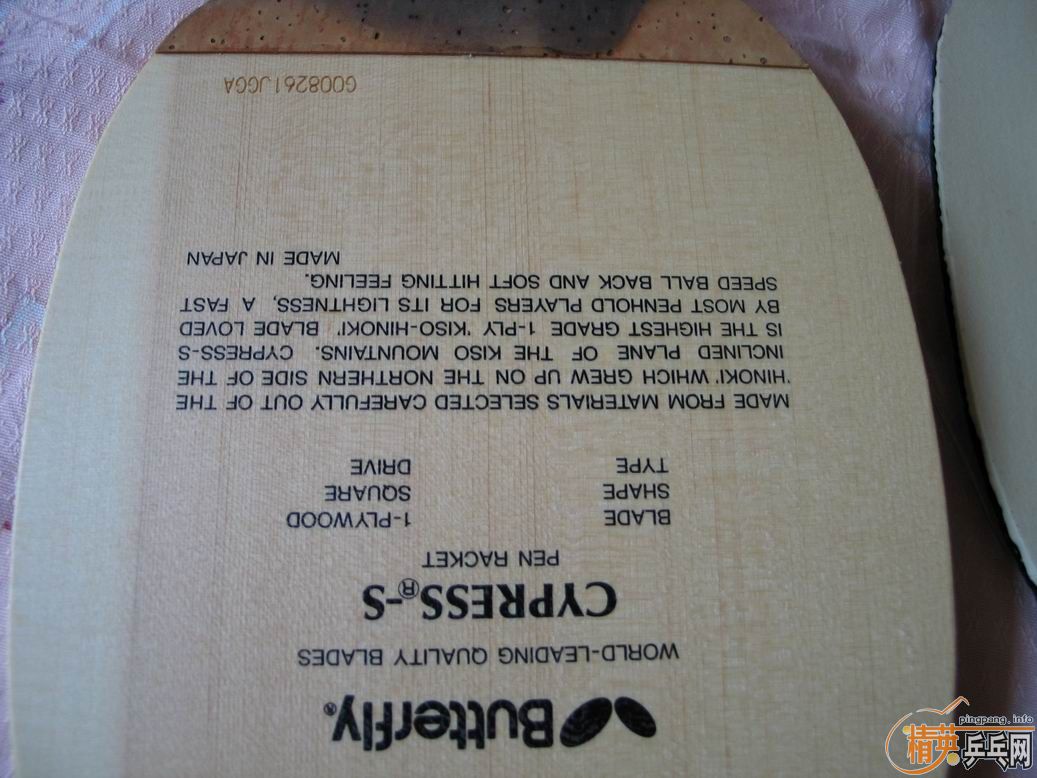 Butterfly®
WORLD-LEADING QUALITY BLADES
CYPRESS®-S
PEN RACKET
BLADE 1-PLYWOOD
SHAPE SQUARE
TYPE DRIVE
MADE FROM MATERIALS SELECTED CAREFULLY OUT OF THE
'HINOKI' WHICH GREW UP ON THE NORTHERN SIDE OF THE
INCLINED PLANE OF THE KISO MOUNTAINS. CYPRESS-S
IS THE HIGHEST GRADE 1-PLY 'KISO-HINOKI' BLADE LOVED
BY MOST PENHOLD PLAYERS FOR ITS LIGHTNESS, A FAST
SPEED BALL BACK AND SOFT HITTING FEELING.
MADE IN JAPAN
G008261JGGA
pingpang.info
精英乒乓网